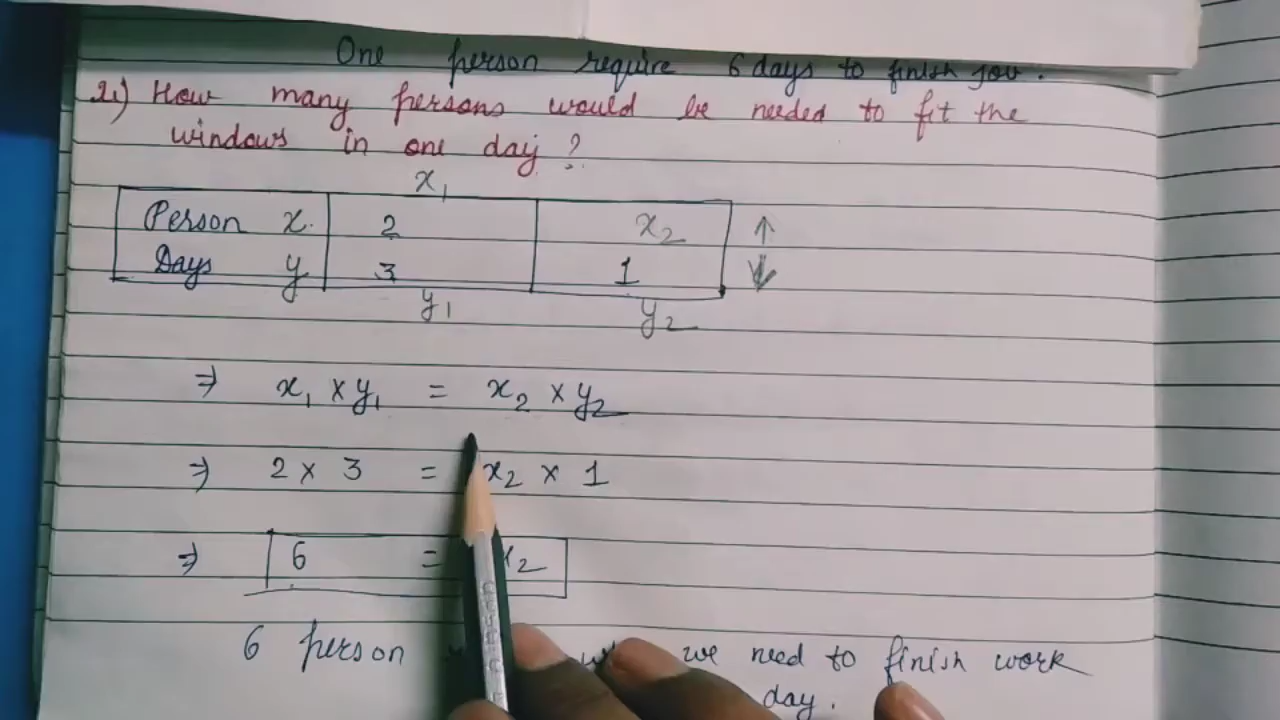 One person require 6 days to finish jov.
2ii) How many persons would be needed to fit the
windows in one day ?
x₁
Person x. 2 x₂ ↑
Days y 3 1 ↓
y₁ y₂
⇒ x₁ × y₁ = x₂ × y₂
⇒ 2 × 3 = x₂ × 1
⇒ 6 = x₂
6 person we need to finish work
day.